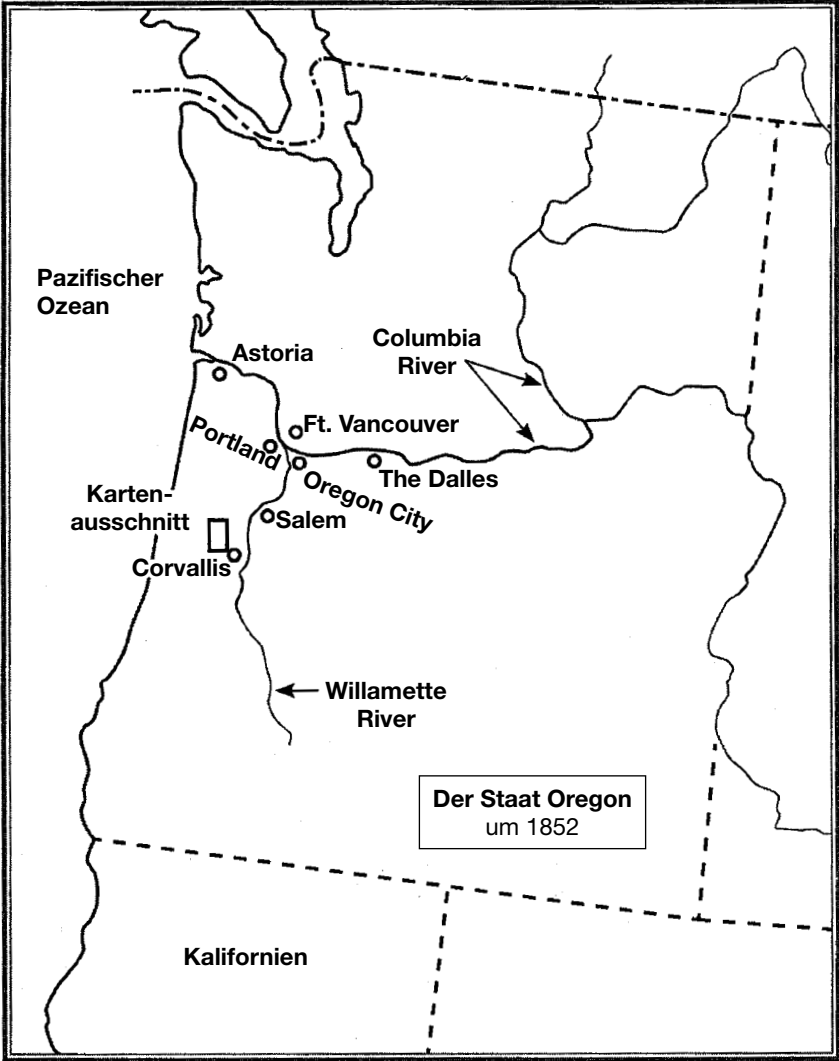 Pazifischer
Ozean
Astoria
Columbia
River
Ft. Vancouver
Portland
The Dalles
Oregon City
Karten-
ausschnitt
Salem
Corvallis
Willamette
River
Der Staat Oregon
um 1852
Kalifornien